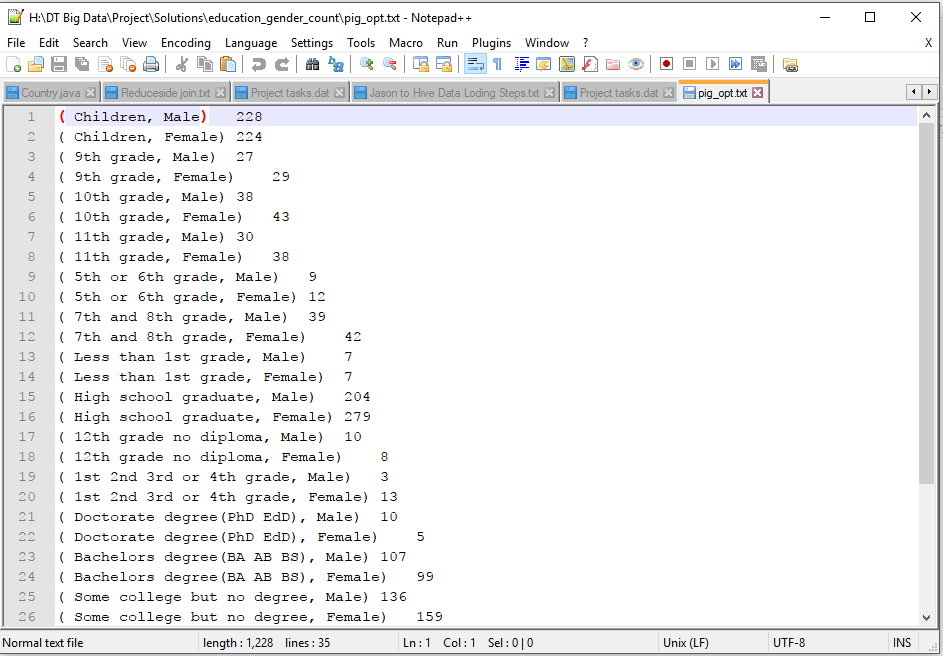 H:\DT Big Data\Project\Solutions\education_gender_count\pig_opt.txt - Notepad++
File Edit Search View Encoding Language Settings Tools Macro Run Plugins Window ? X
Country.java Reduceside join.txt Project tasks.dat Jason to Hive Data Loding Steps.txt Project tasks.dat pig_opt.txt
1 ( Children, Male) 228
2 ( Children, Female) 224
3 ( 9th grade, Male) 27
4 ( 9th grade, Female) 29
5 ( 10th grade, Male) 38
6 ( 10th grade, Female) 43
7 ( 11th grade, Male) 30
8 ( 11th grade, Female) 38
9 ( 5th or 6th grade, Male) 9
10 ( 5th or 6th grade, Female) 12
11 ( 7th and 8th grade, Male) 39
12 ( 7th and 8th grade, Female) 42
13 ( Less than 1st grade, Male) 7
14 ( Less than 1st grade, Female) 7
15 ( High school graduate, Male) 204
16 ( High school graduate, Female) 279
17 ( 12th grade no diploma, Male) 10
18 ( 12th grade no diploma, Female) 8
19 ( 1st 2nd 3rd or 4th grade, Male) 3
20 ( 1st 2nd 3rd or 4th grade, Female) 13
21 ( Doctorate degree(PhD EdD), Male) 10
22 ( Doctorate degree(PhD EdD), Female) 5
23 ( Bachelors degree(BA AB BS), Male) 107
24 ( Bachelors degree(BA AB BS), Female) 99
25 ( Some college but no degree, Male) 136
26 ( Some college but no degree, Female) 159
Normal text file length : 1,228 lines : 35 Ln : 1 Col : 1 Sel : 0 | 0 Unix (LF) UTF-8 INS